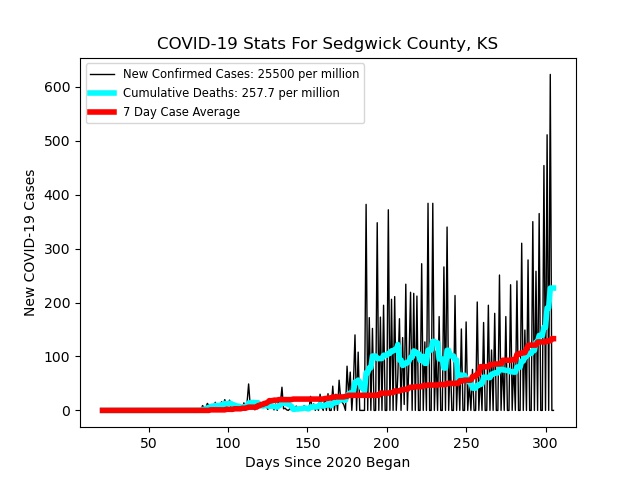 COVID-19 Stats For Sedgwick County, KS
New Confirmed Cases: 25500 per million
Cumulative Deaths: 257.7 per million
7 Day Case Average
New COVID-19 Cases
600
500
400
300
200
100
0
50 100 150 200 250 300
Days Since 2020 Began